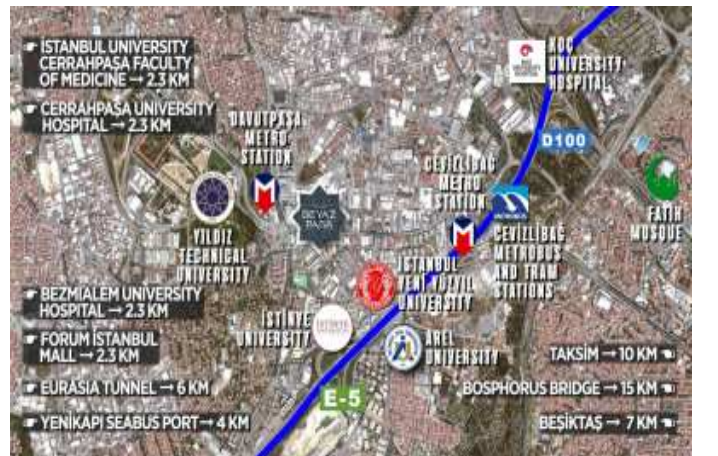 İSTANBUL UNIVERSITY
CERRAHPAŞA FACULTY
OF MEDICINE → 2.3 KM
CERRAHPAŞA UNIVERSITY
HOSPITAL → 2.3 KM
DAVUTPAŞA
METRO
STATION
KOÇ
UNIVERSITY
HOSPITAL
D100
CEVİZLİBAĞ
METRO
STATION
FATİH
MOSQUE
BEYAZ
YILDIZ
TECHNICAL
UNIVERSITY
CEVİZLİBAĞ
METROBUS
AND TRAM
STATIONS
İSTANBUL
YENİ YÜZYIL
UNIVERSITY
İSTİNYE
UNIVERSITY
AREL
UNIVERSITY
E-5
BEZMIALEM UNIVERSITY
HOSPITAL → 2.3 KM
FORUM İSTANBUL
MALL → 2.3 KM
EURASIA TUNNEL → 6 KM
YENİKAPI SEABUS PORT → 4 KM
TAKSİM → 10 KM
BOSPHORUS BRIDGE → 15 KM
BEŞİKTAŞ → 7 KM